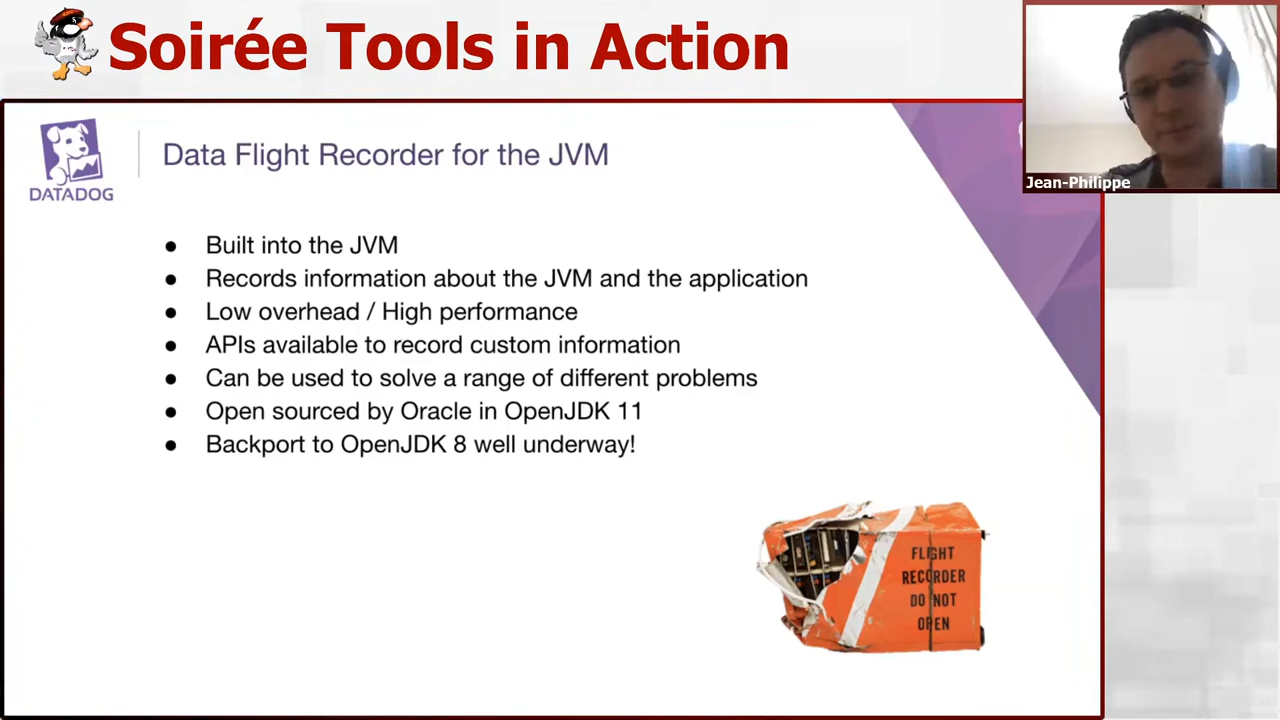 Soirée Tools in Action
Jean-Philippe
DATADOG
Data Flight Recorder for the JVM
● Built into the JVM
● Records information about the JVM and the application
● Low overhead / High performance
● APIs available to record custom information
● Can be used to solve a range of different problems
● Open sourced by Oracle in OpenJDK 11
● Backport to OpenJDK 8 well underway!
FLIGHT
RECORDER
DO NOT
OPEN